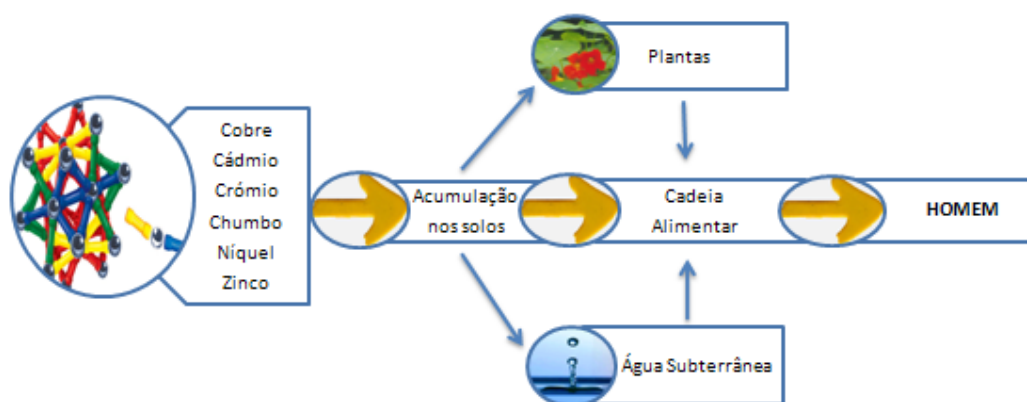 Cobre
Cádmio
Crómio
Chumbo
Níquel
Zinco
Acumulação
nos solos
Plantas
Água Subterrânea
Cadeia
Alimentar
HOMEM